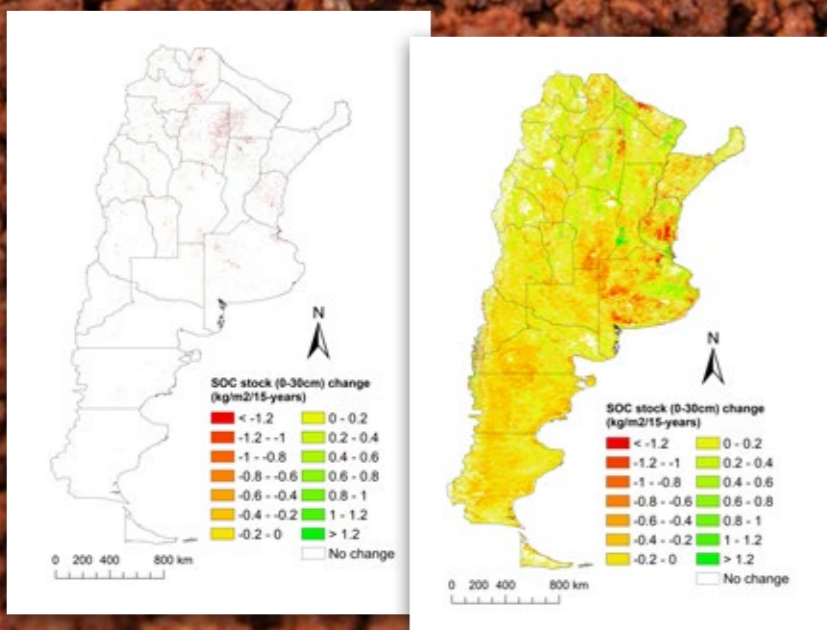 N
SOC stock (0-30cm) change
(kg/m2/15-years)
< -1.2 0 - 0.2
-1.2 - -1 0.2 - 0.4
-1 - -0.8 0.4 - 0.6
-0.8 - -0.6 0.6 - 0.8
-0.6 - -0.4 0.8 - 1
-0.4 - -0.2 1 - 1.2
-0.2 - 0 > 1.2
No change
0 200 400 800 km
N
SOC stock (0-30cm) change
(kg/m2/15-years)
< -1.2 0 - 0.2
-1.2 - -1 0.2 - 0.4
-1 - -0.8 0.4 - 0.6
-0.8 - -0.6 0.6 - 0.8
-0.6 - -0.4 0.8 - 1
-0.4 - -0.2 1 - 1.2
-0.2 - 0 > 1.2
No change
0 200 400 800 km